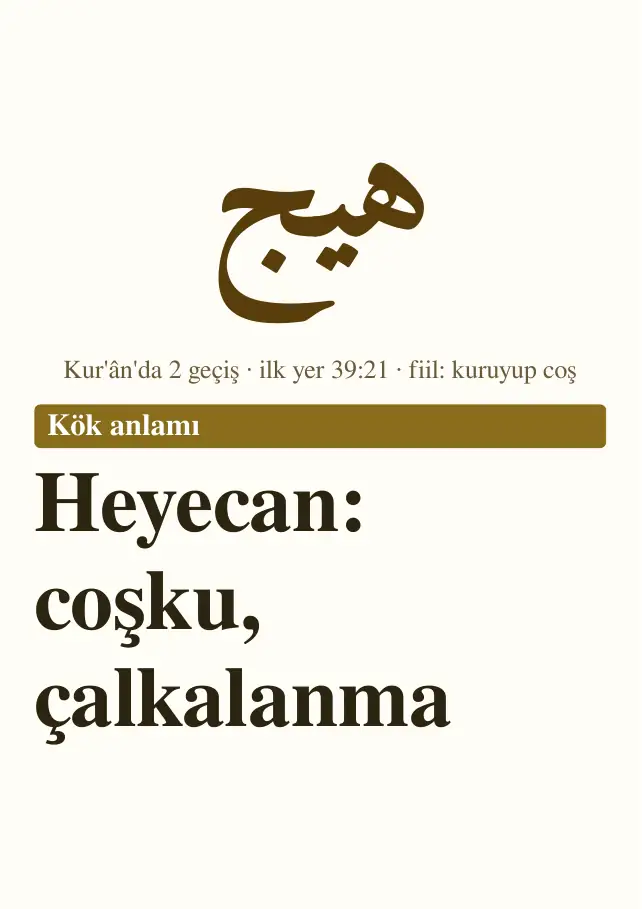 هيج
Kur'ân'da 2 geçiş · ilk yer 39:21 · fiil: kuruyup coş
Kök anlamı
Heyecan:
coşku,
çalkalanma